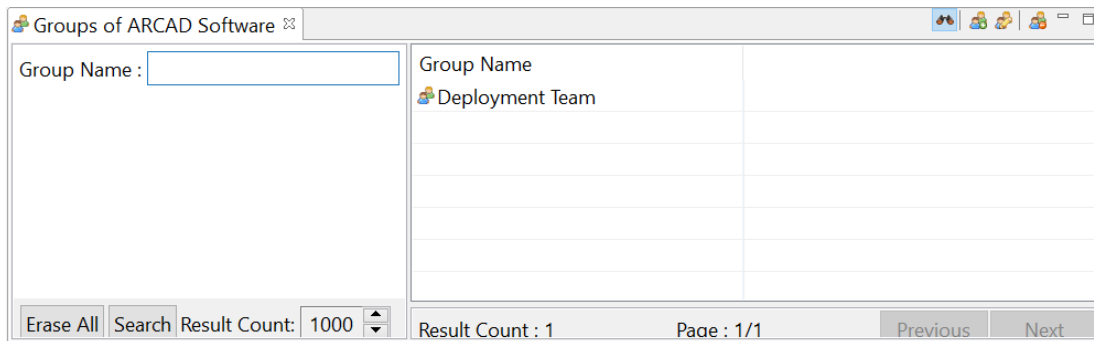 Groups of ARCAD Software
Group Name :
Group Name
Deployment Team
Erase All Search Result Count: 1000
Result Count : 1 Page : 1/1 Previous Next